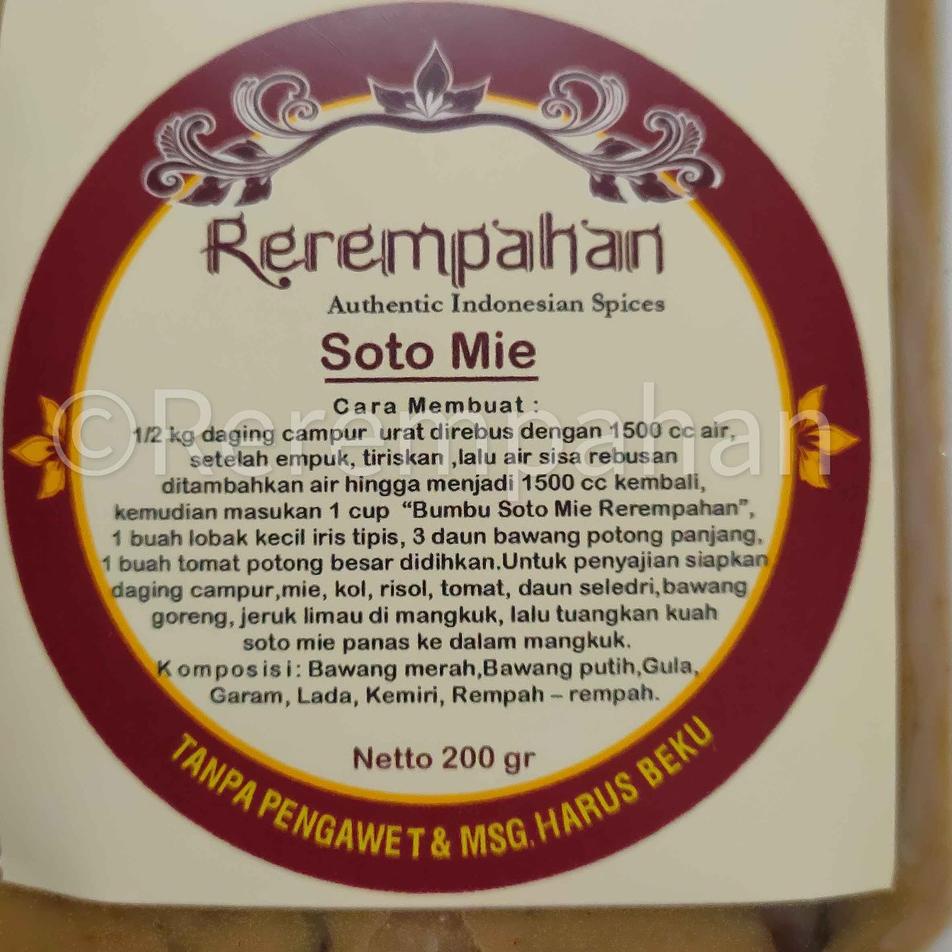 Rerempahan
Authentic Indonesian Spices
Soto Mie
Cara Membuat :
1/2 kg daging campur urat direbus dengan 1500 cc air,
setelah empuk, tiriskan ,lalu air sisa rebusan
ditambahkan air hingga menjadi 1500 cc kembali,
kemudian masukan 1 cup “Bumbu Soto Mie Rerempahan”,
1 buah lobak kecil iris tipis, 3 daun bawang potong panjang,
1 buah tomat potong besar didihkan.Untuk penyajian siapkan
daging campur,mie, kol, risol, tomat, daun seledri,bawang
goreng, jeruk limau di mangkuk, lalu tuangkan kuah
soto mie panas ke dalam mangkuk.
Komposisi: Bawang merah,Bawang putih,Gula,
Garam, Lada, Kemiri, Rempah – rempah.
Netto 200 gr
TANPA PENGAWET & MSG. HARUS BEKU
©Rerempahan